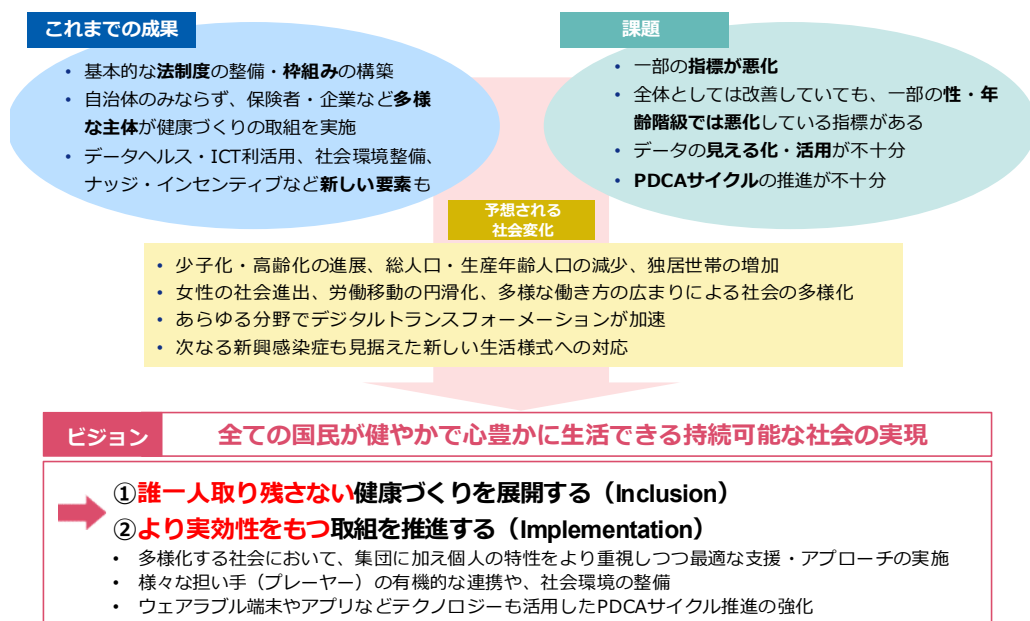 これまでの成果
• 基本的な法制度の整備・枠組みの構築
• 自治体のみならず、保険者・企業など多様
な主体が健康づくりの取組を実施
• データヘルス・ICT利活用、社会環境整備、
ナッジ・インセンティブなど新しい要素も
課題
• 一部の指標が悪化
• 全体としては改善していても、一部の性・年
齢階級では悪化している指標がある
• データの見える化・活用が不十分
• PDCAサイクルの推進が不十分
予想される
社会変化
• 少子化・高齢化の進展、総人口・生産年齢人口の減少、独居世帯の増加
• 女性の社会進出、労働移動の円滑化、多様な働き方の広まりによる社会の多様化
• あらゆる分野でデジタルトランスフォーメーションが加速
• 次なる新興感染症も見据えた新しい生活様式への対応
ビジョン
全ての国民が健やかで心豊かに生活できる持続可能な社会の実現
①誰一人取り残さない健康づくりを展開する（Inclusion）
②より実効性をもつ取組を推進する（Implementation）
• 多様化する社会において、集団に加え個人の特性をより重視しつつ最適な支援・アプローチの実施
• 様々な担い手（プレーヤー）の有機的な連携や、社会環境の整備
• ウェアラブル端末やアプリなどテクノロジーも活用したPDCAサイクル推進の強化